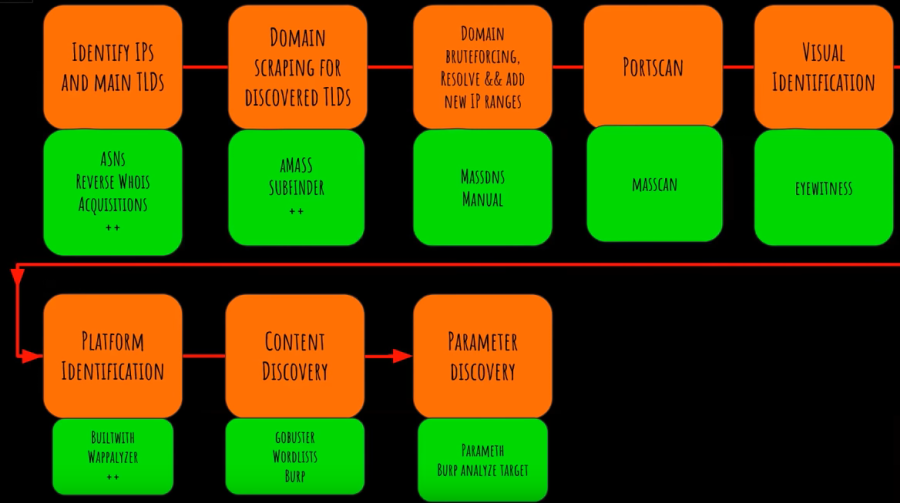 Identify IPs
and main TLDs
Domain
scraping for
discovered TLDs
Domain
bruteforcing,
Resolve && add
new IP ranges
Portscan
Visual
Identification
ASNs
Reverse Whois
Acquisitions
++
aMass
Subfinder
++
Massdns
Manual
masscan
eyewitness
Platform
Identification
Content
Discovery
Parameter
discovery
Builtwith
Wappalyzer
++
gobuster
Wordlists
Burp
Parameth
Burp analyze target